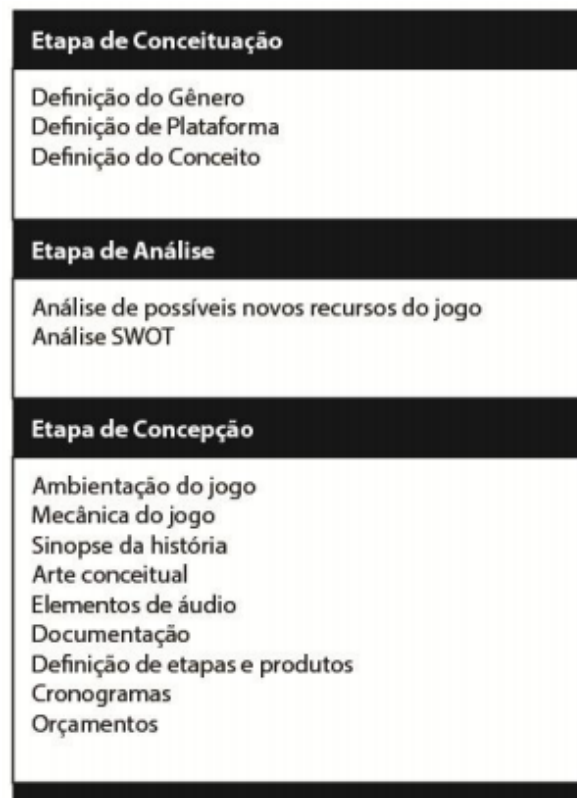 Etapa de Conceituação
Definição do Gênero
Definição de Plataforma
Definição do Conceito
Etapa de Análise
Análise de possíveis novos recursos do jogo
Análise SWOT
Etapa de Concepção
Ambientação do jogo
Mecânica do jogo
Sinopse da história
Arte conceitual
Elementos de áudio
Documentação
Definição de etapas e produtos
Cronogramas
Orçamentos